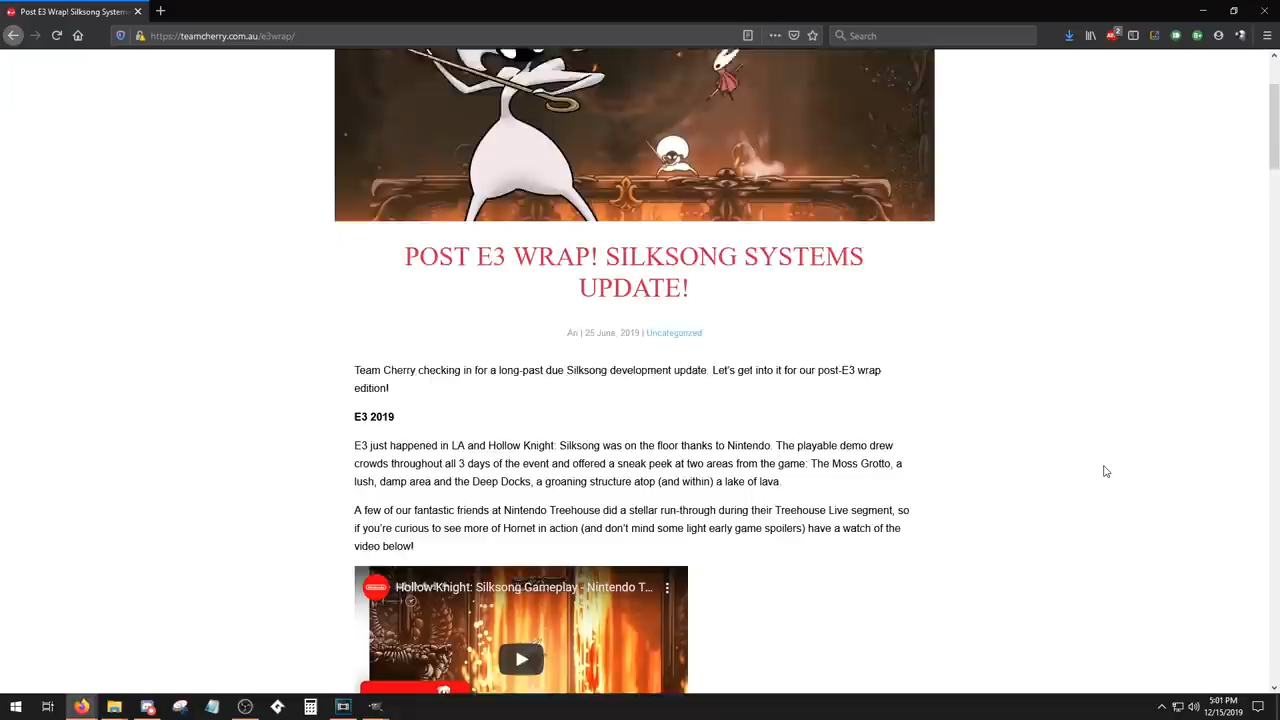 Post E3 Wrap! Silksong Systems
https://teamcherry.com.au/e3wrap/
Search
2
POST E3 WRAP! SILKSONG SYSTEMS
UPDATE!
Ari | 25 June, 2019 | Uncategorized
Team Cherry checking in for a long-past due Silksong development update. Let's get into it for our post-E3 wrap
edition!
E3 2019
E3 just happened in LA and Hollow Knight: Silksong was on the floor thanks to Nintendo. The playable demo drew
crowds throughout all 3 days of the event and offered a sneak peek at two areas from the game: The Moss Grotto, a
lush, damp area and the Deep Docks, a groaning structure atop (and within) a lake of lava.
A few of our fantastic friends at Nintendo Treehouse did a stellar run-through during their Treehouse Live segment, so
if you're curious to see more of Hornet in action (and don't mind some light early game spoilers) have a watch of the
video below!
Hollow Knight: Silksong Gameplay - Nintendo T...
5:01 PM
12/15/2019